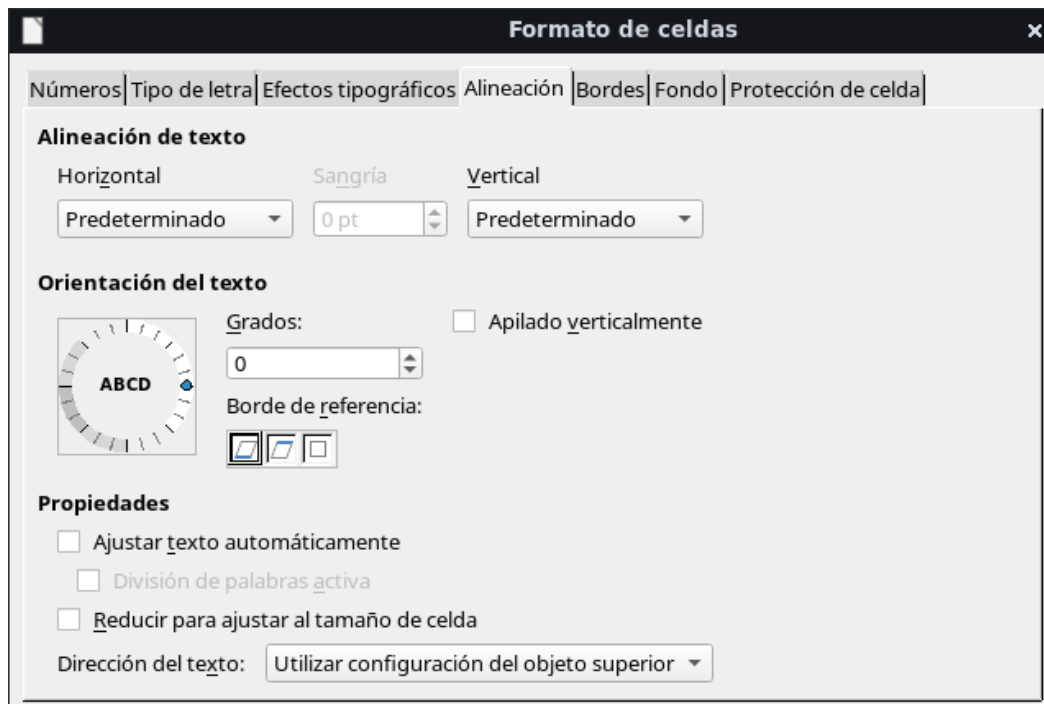 Formato de celdas
Números Tipo de letra Efectos tipográficos Alineación Bordes Fondo Protección de celda
Alineación de texto
Horizontal Sangría Vertical
Predeterminado 0 pt Predeterminado
Orientación del texto
Grados: Apilado verticalmente
ABCD 0
Borde de referencia:
Propiedades
Ajustar texto automáticamente
División de palabras activa
Reducir para ajustar al tamaño de celda
Dirección del texto: Utilizar configuración del objeto superior